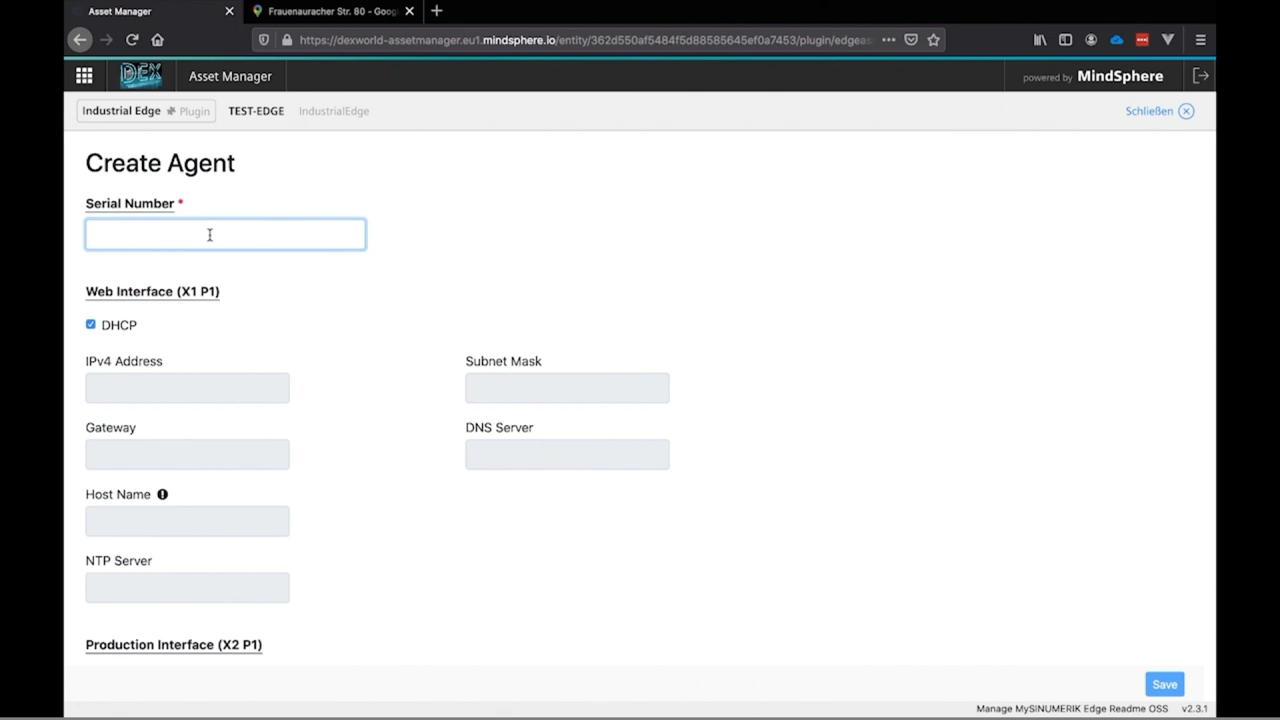 Asset Manager
Frauenauracher Str. 80 - Goog
https://dexworld-assetmanager.eu1.mindsphere.io/entity/362d550af5484f5d88585645ef0a7453/plugin/edgeas
DEX
Asset Manager
powered by MindSphere
Industrial Edge Plugin TEST-EDGE IndustrialEdge
Schließen
Create Agent
Serial Number *
Web Interface (X1 P1)
DHCP
IPv4 Address
Subnet Mask
Gateway
DNS Server
Host Name
NTP Server
Production Interface (X2 P1)
Save
Manage MySINUMERIK Edge Readme OSS v2.3.1